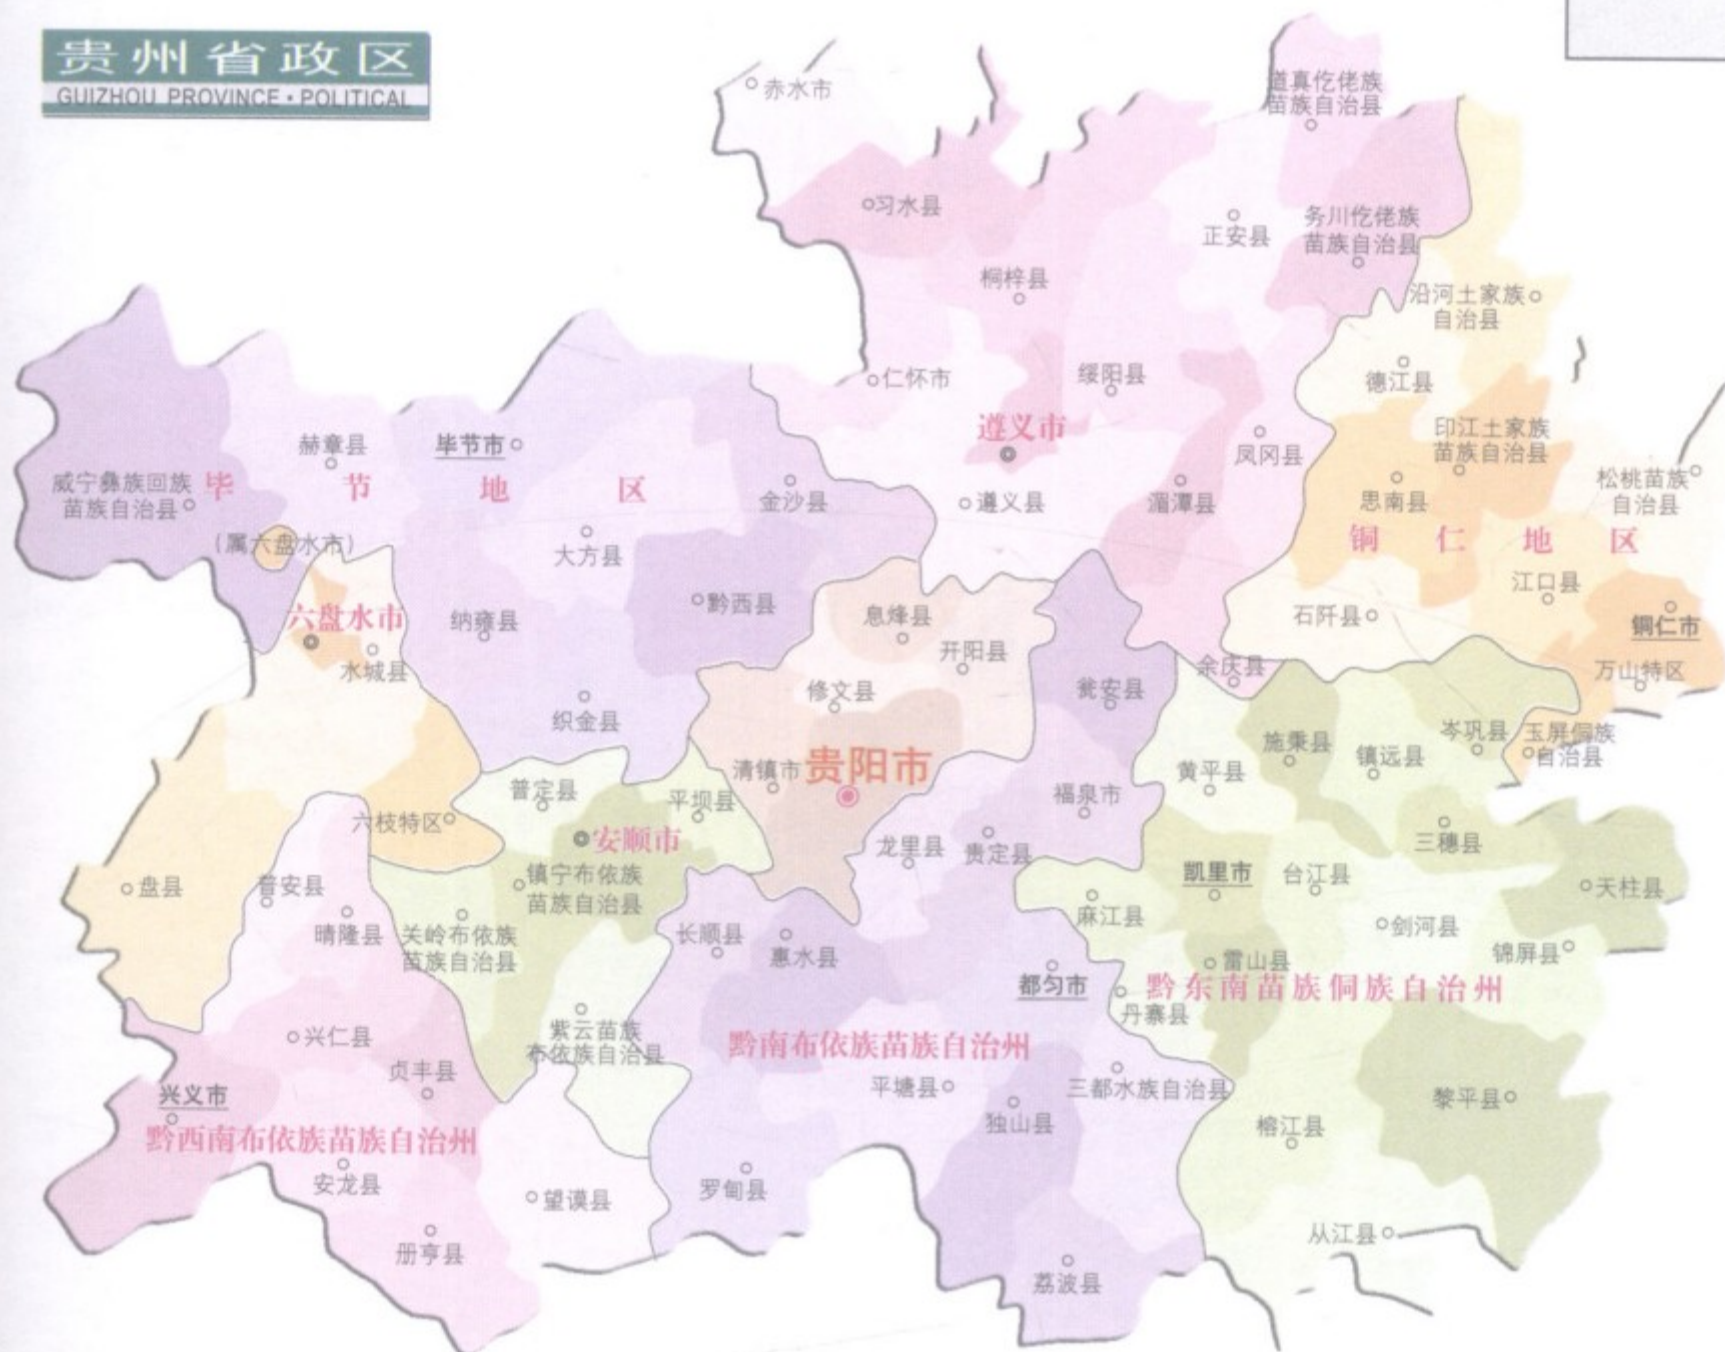 贵州省政区
GUIZHOU PROVINCE·POLITICAL
赤水市
道真仡佬族
苗族自治县
习水县
正安县
务川仡佬族
苗族自治县
桐梓县
沿河土家族
自治县
仁怀市
绥阳县
德江县
遵义市
凤冈县
印江土家族
苗族自治县
赫章县
毕节市
威宁彝族回族
苗族自治县
毕节地区
金沙县
遵义县
湄潭县
思南县
松桃苗族
自治县
(属六盘水市)
大方县
铜仁地区
江口县
六盘水市
纳雍县
黔西县
息烽县
石阡县
铜仁市
水城县
开阳县
余庆县
万山特区
修文县
瓮安县
织金县
施秉县
岑巩县
玉屏侗族
自治县
清镇市
贵阳市
黄平县
镇远县
普定县
平坝县
福泉市
六枝特区
安顺市
龙里县
贵定县
三穗县
盘县
普安县
镇宁布依族
苗族自治县
凯里市
台江县
天柱县
晴隆县
关岭布依族
苗族自治县
长顺县
惠水县
麻江县
剑河县
锦屏县
都匀市
雷山县
黔东南苗族侗族自治州
丹寨县
兴仁县
紫云苗族
布依族自治县
黔南布依族苗族自治州
贞丰县
平塘县
三都水族自治县
兴义市
独山县
黎平县
黔西南布依族苗族自治州
榕江县
安龙县
望谟县
罗甸县
册亨县
从江县
荔波县